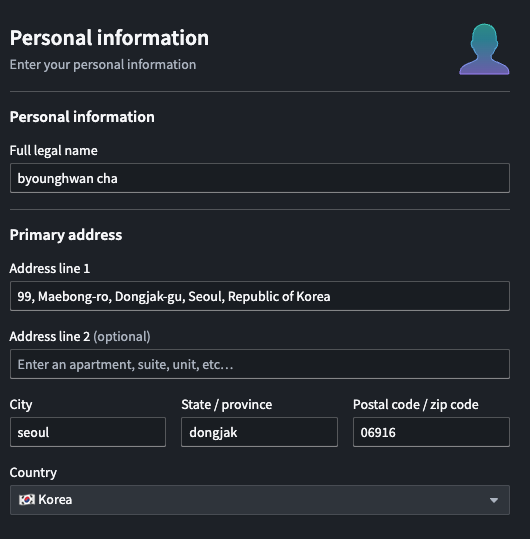 Personal information
Enter your personal information
Personal information
Full legal name
byounghwan cha
Primary address
Address line 1
99, Maebong-ro, Dongjak-gu, Seoul, Republic of Korea
Address line 2 (optional)
Enter an apartment, suite, unit, etc…
City State / province Postal code / zip code
seoul dongjak 06916
Country
🇰🇷 Korea